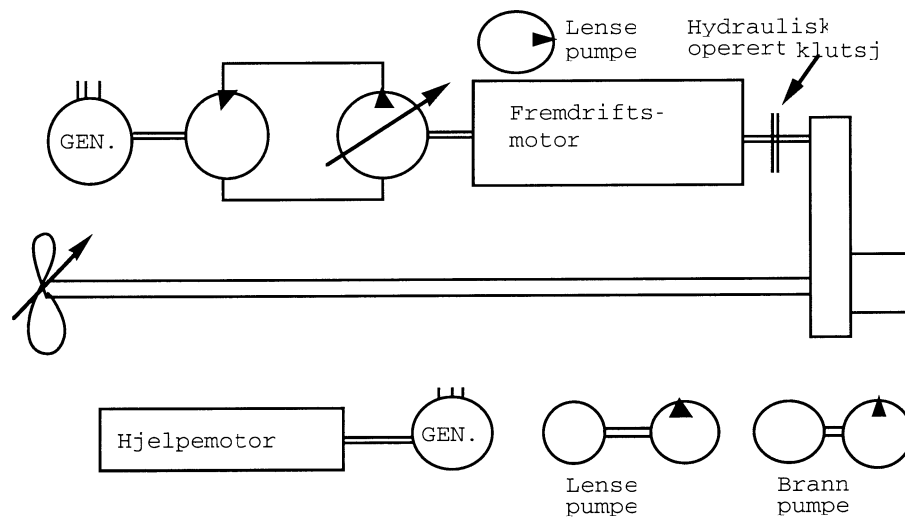 Lense
pumpe
Hydraulisk
operert klutsj
GEN.
Fremdrifts-
motor
Hjelpemotor
GEN.
Lense
pumpe
Brann
pumpe